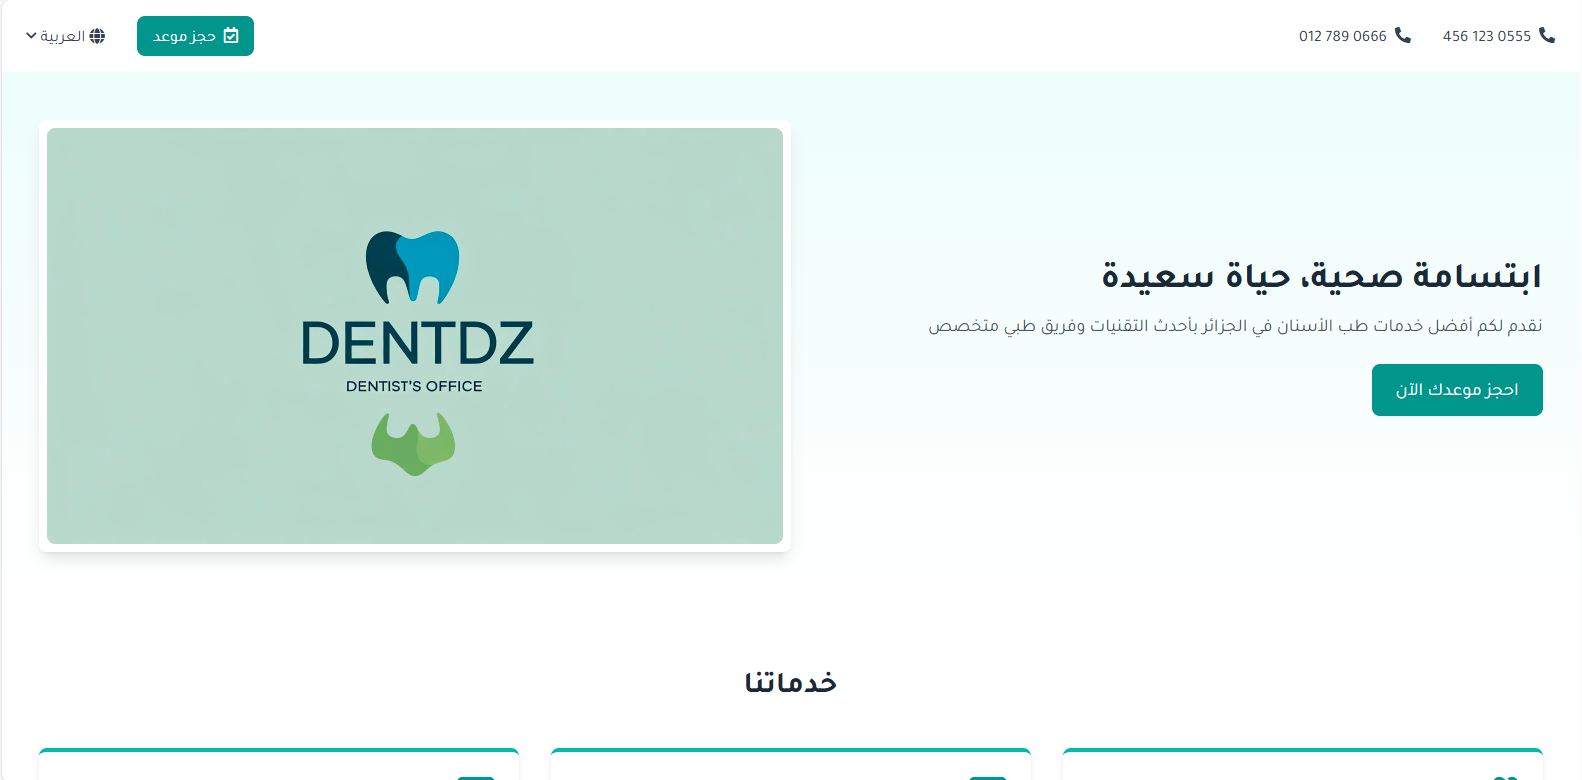 456 123 0555
012 789 0666
حجز موعد
العربية
ابتسامة صحية، حياة سعيدة
نقدم لكم أفضل خدمات طب الأسنان في الجزائر بأحدث التقنيات وفريق طبي متخصص
احجز موعدك الآن
DENTDZ
DENTIST'S OFFICE
خدماتنا